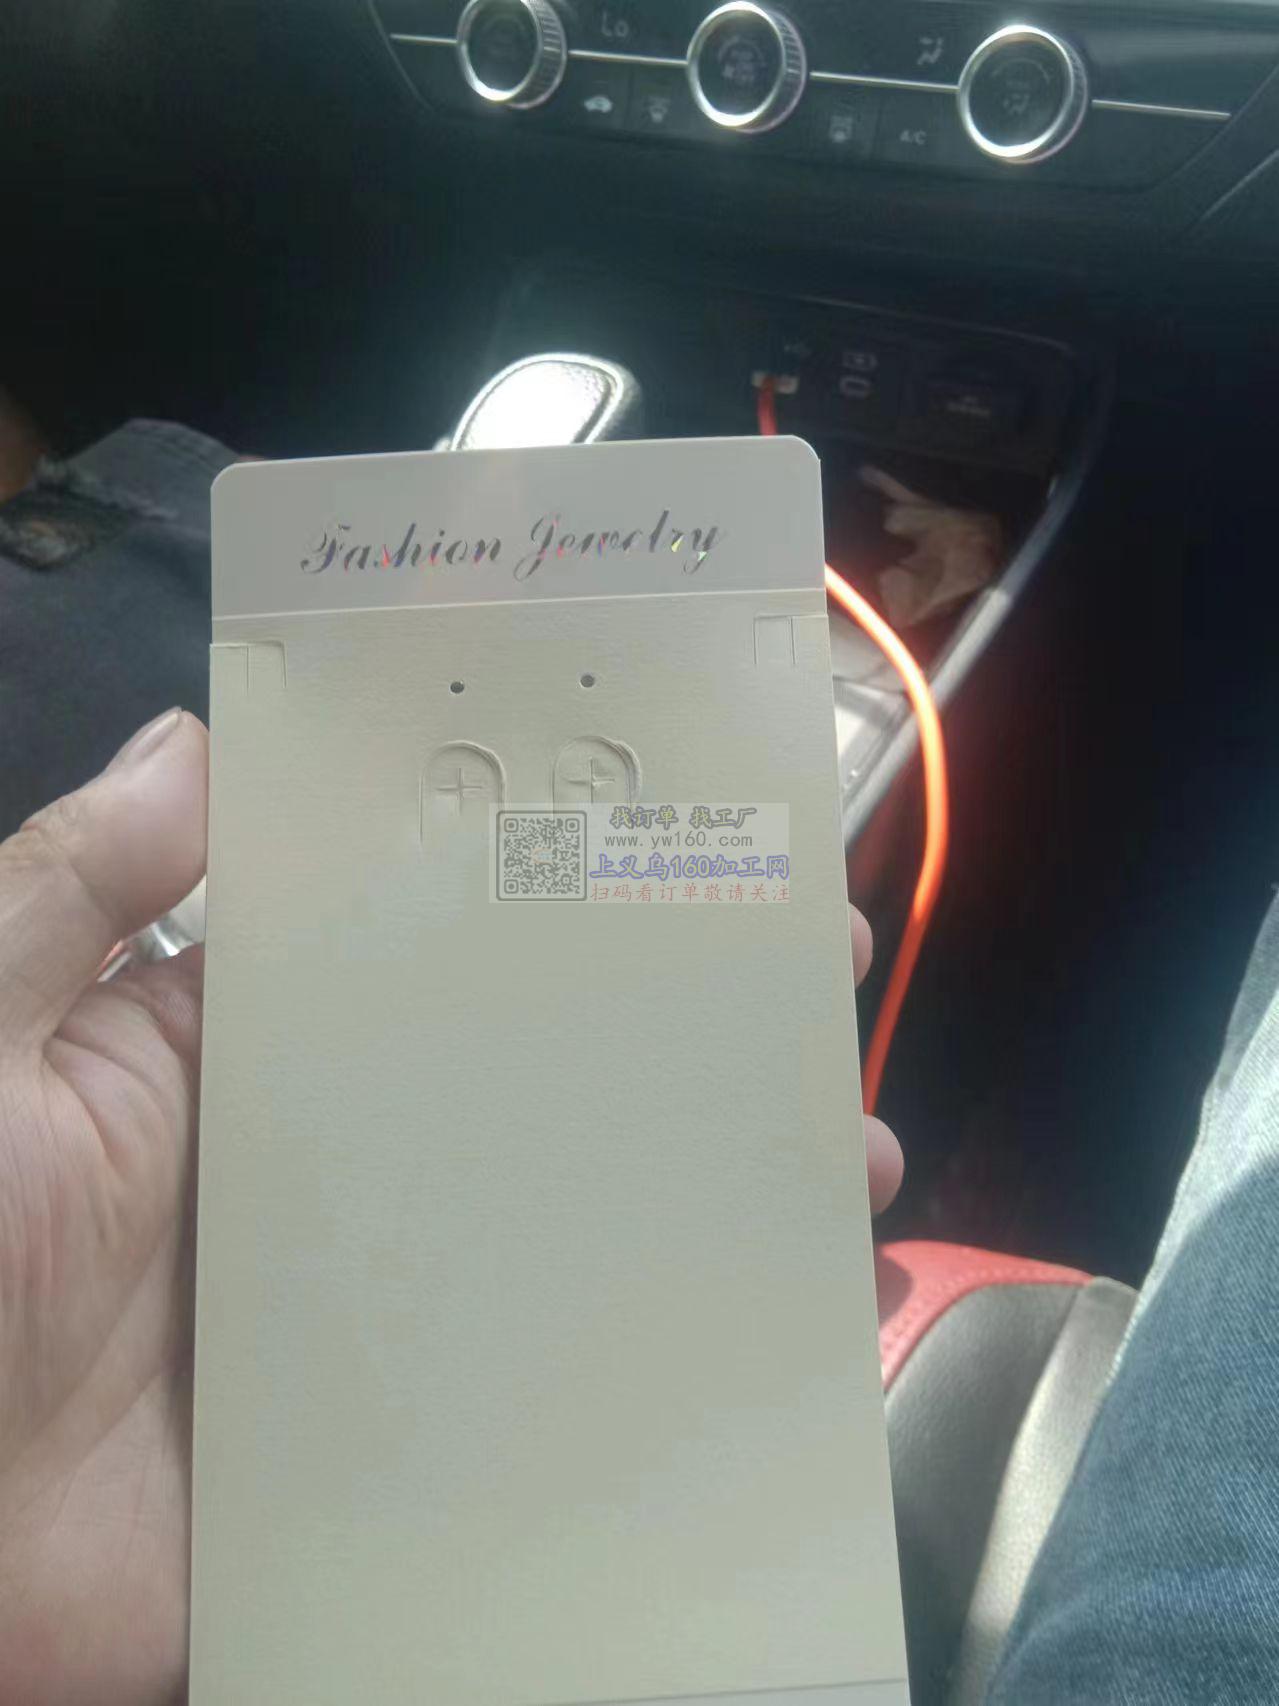 Lo
A/C
Fashion Jewelry
找订单 找工厂
www.yw160.com
上义乌160加工网
扫码看订单敬请关注